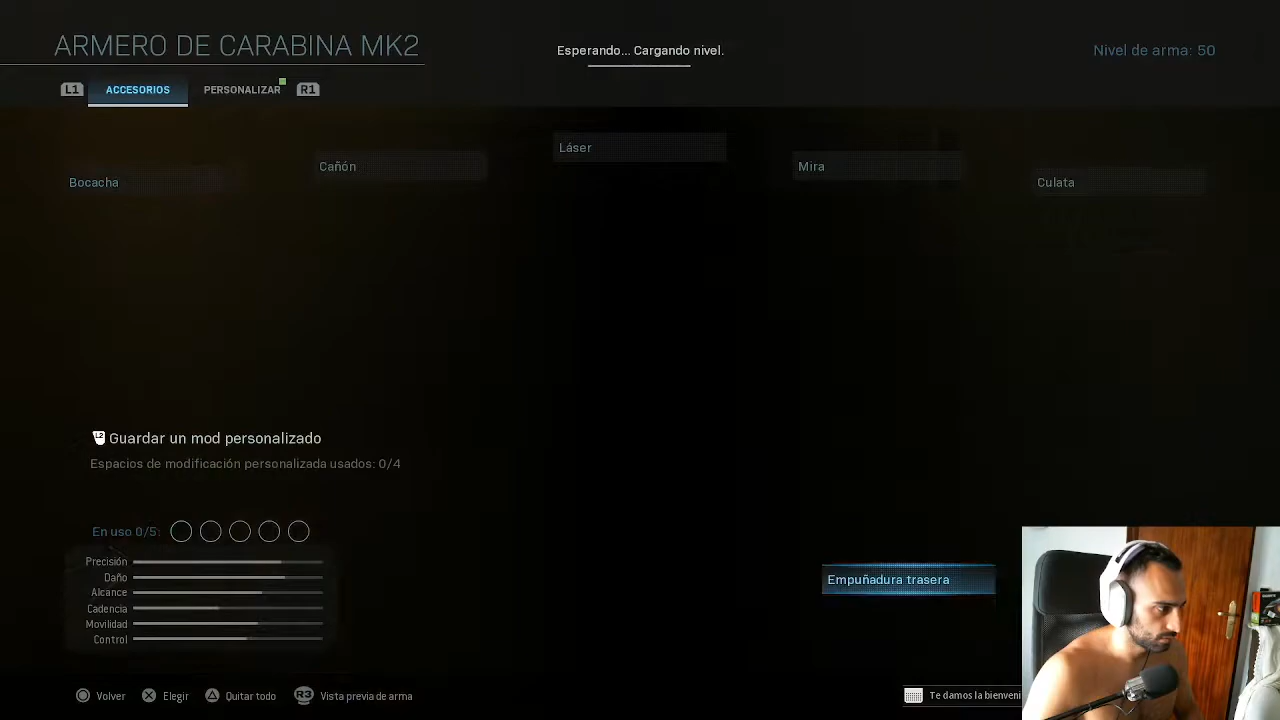 ARMERO DE CARABINA MK2
Esperando... Cargando nivel.
Nivel de arma: 50
L1 ACCESORIOS PERSONALIZAR R1
Láser
Cañón
Mira
Bocacha
Culata
L2 Guardar un mod personalizado
Espacios de modificación personalizada usados: 0/4
En uso 0/5:
Precisión
Daño
Alcance
Cadencia
Movilidad
Control
Empuñadura trasera
Volver Elegir Quitar todo R3 Vista previa de arma
Te damos la bienveni